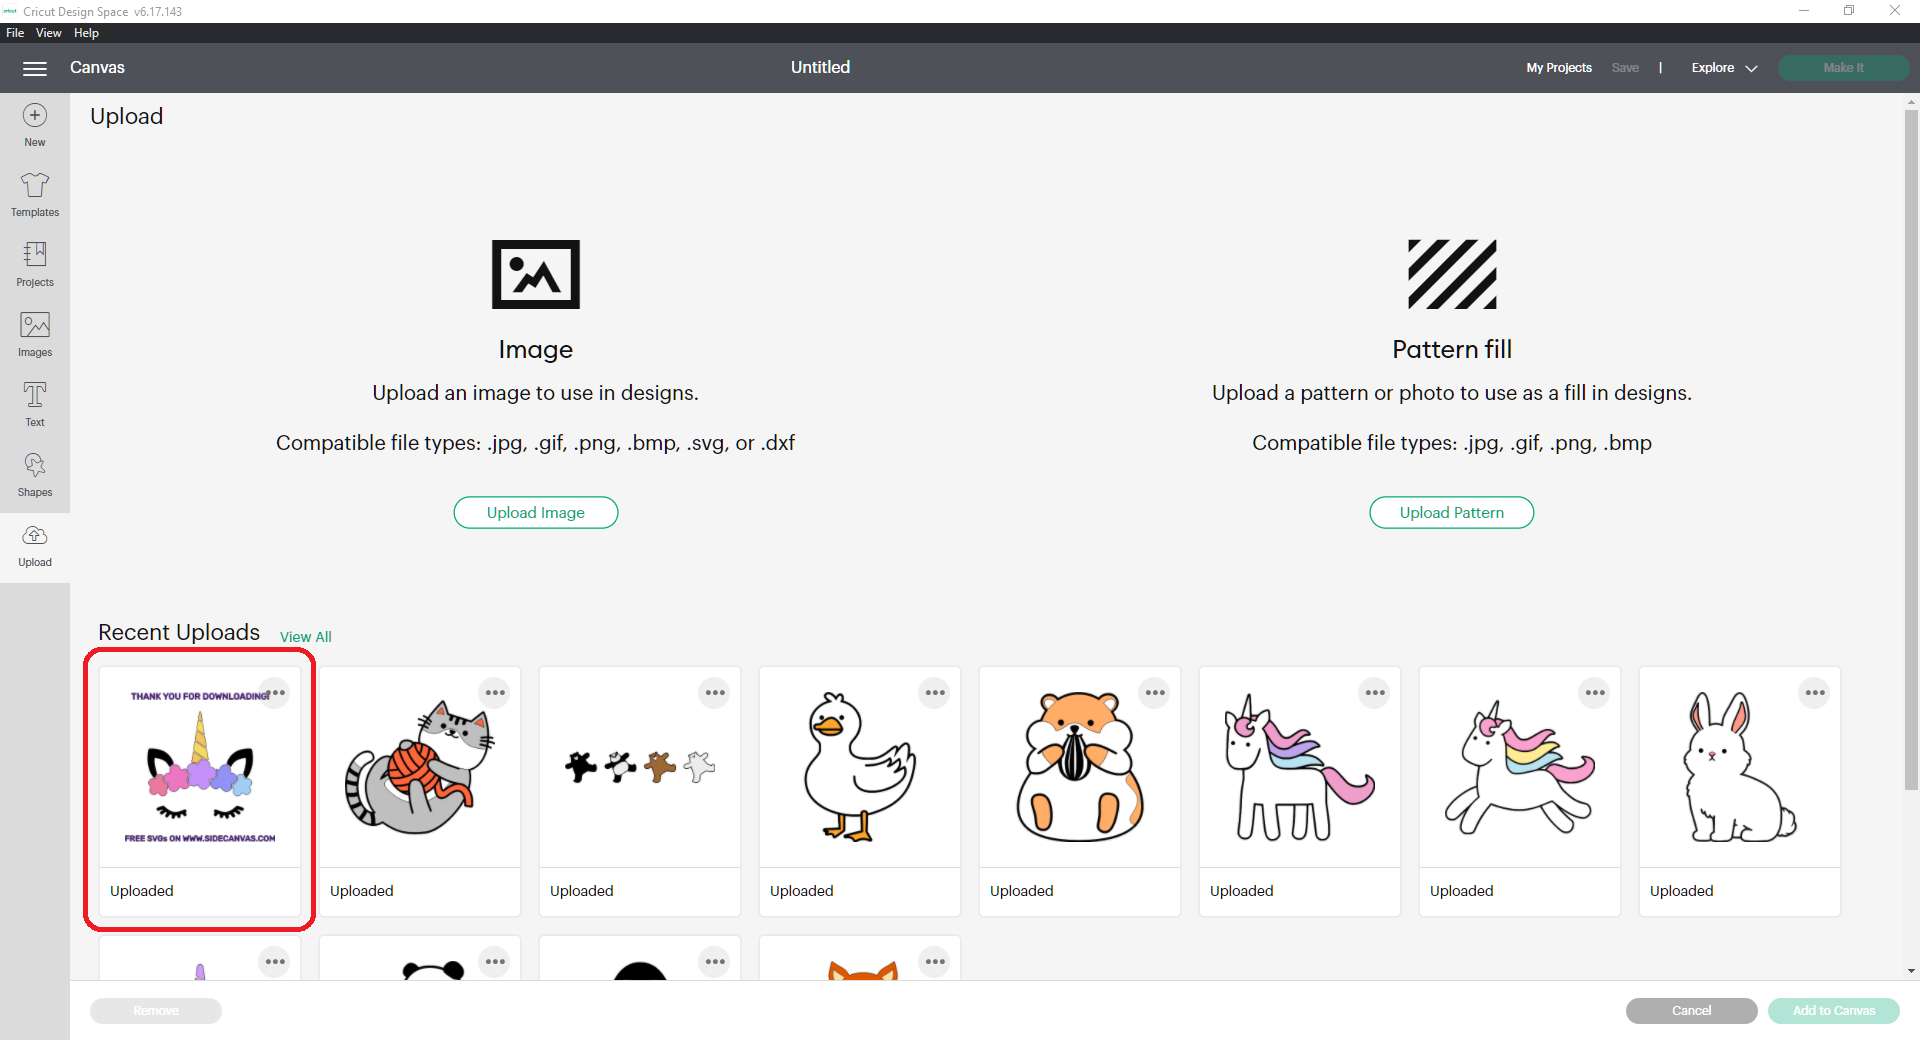 cricut Cricut Design Space v6.17.143
File View Help
Canvas Untitled My Projects Save | Explore Make It
New
Templates
Projects
Images
Text
Shapes
Upload
Upload
Image
Upload an image to use in designs.
Compatible file types: .jpg, .gif, .png, .bmp, .svg, or .dxf
Upload Image
Pattern fill
Upload a pattern or photo to use as a fill in designs.
Compatible file types: .jpg, .gif, .png, .bmp
Upload Pattern
Recent Uploads View All
THANK YOU FOR DOWNLOADING!
FREE SVGs ON WWW.SIDECANVAS.COM
Uploaded Uploaded Uploaded Uploaded Uploaded Uploaded Uploaded Uploaded
Remove Cancel Add to Canvas